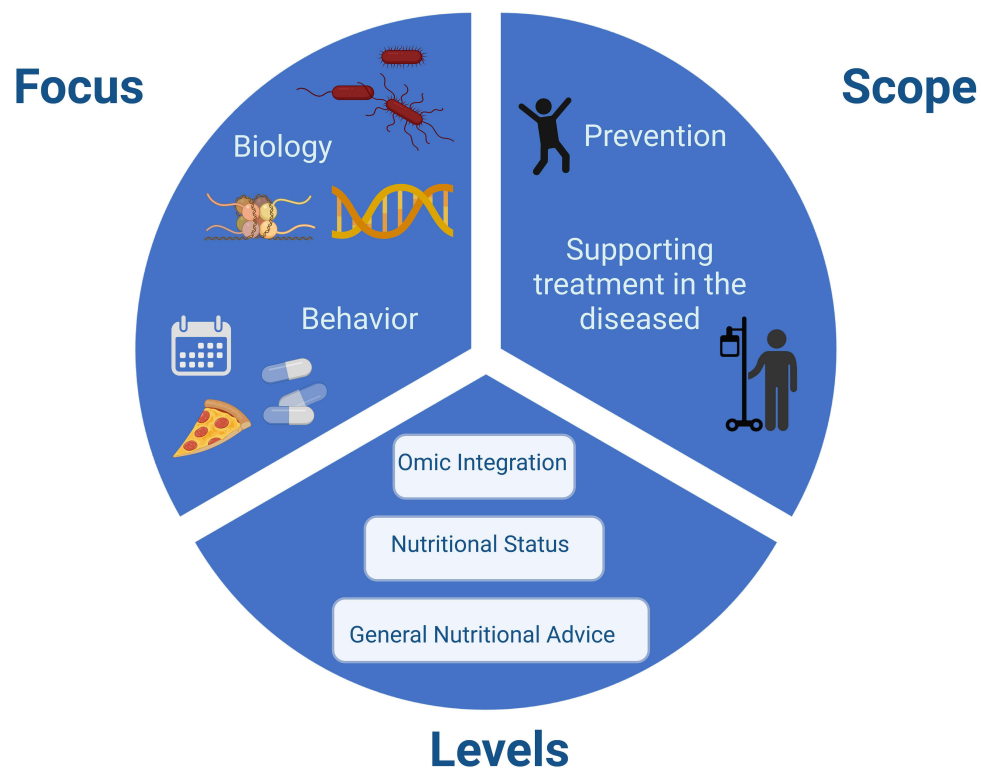 Focus
Scope
Biology
Behavior
Prevention
Supporting
treatment in the
diseased
Omic Integration
Nutritional Status
General Nutritional Advice
Levels